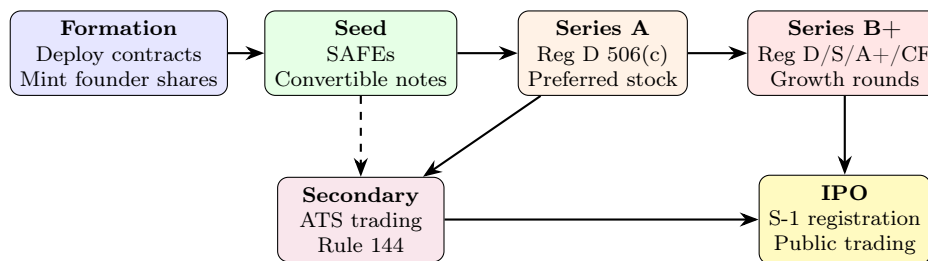 Formation
Deploy contracts
Mint founder shares
Seed
SAFEs
Convertible notes
Series A
Reg D 506(c)
Preferred stock
Series B+
Reg D/S/A+/CF
Growth rounds
Secondary
ATS trading
Rule 144
IPO
S-1 registration
Public trading